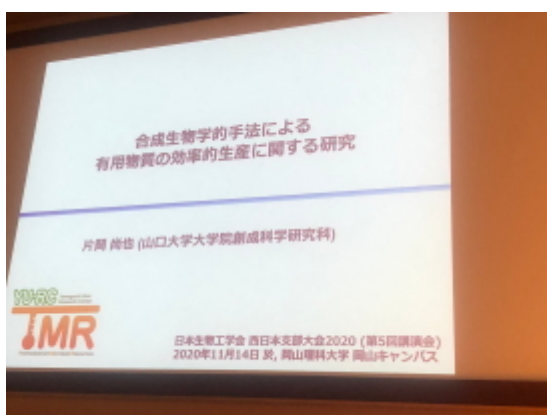 合成生物学的手法による
有用物質の効率的生産に関する研究
片岡 尚也 (山口大学大学院創成科学研究科)
YU-RC
TMR
日本生物工学会 西日本支部大会2020 (第5回講演会)
2020年11月14日 於, 岡山理科大学 岡山キャンパス